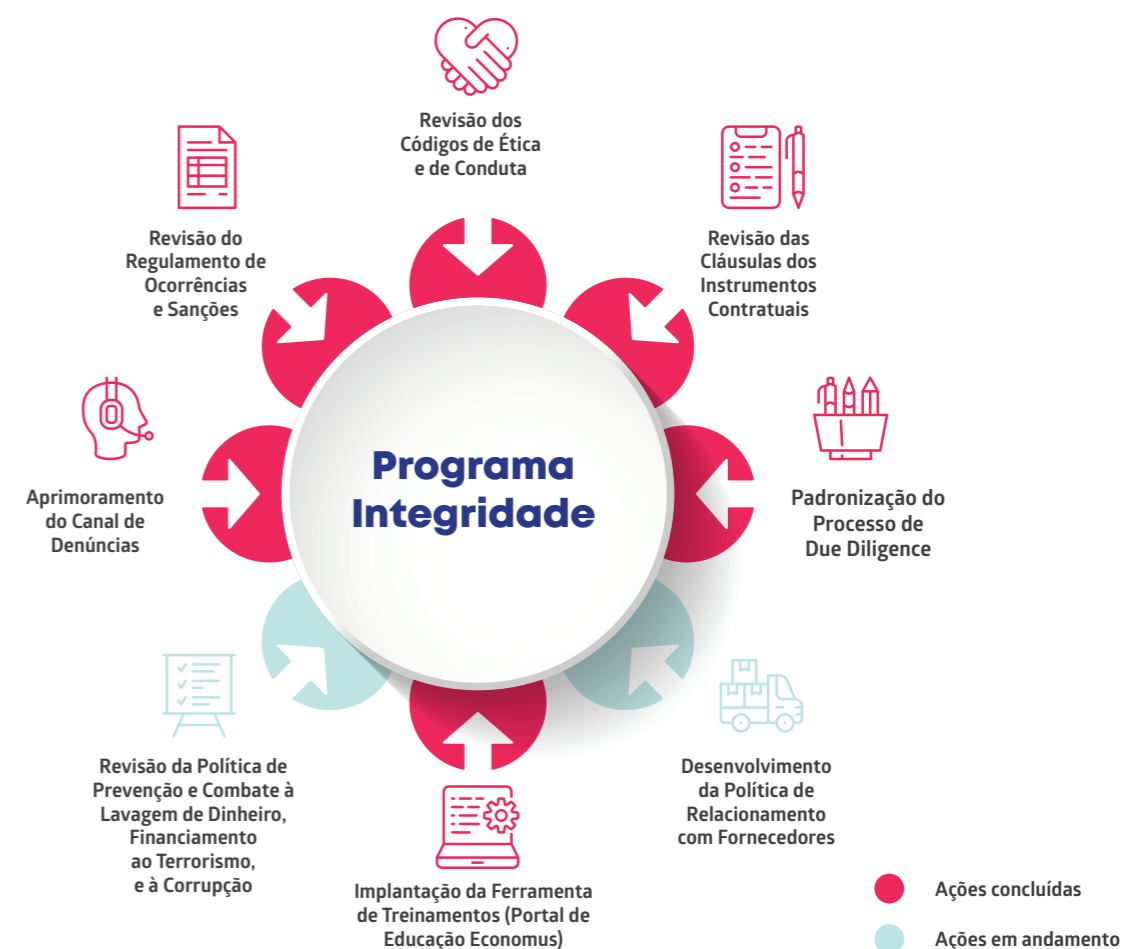 Revisão dos
Códigos de Ética
e de Conduta
Revisão do
Regulamento de
Ocorrências
e Sanções
Revisão das
Cláusulas dos
Instrumentos
Contratuais
Aprimoramento
do Canal de
Denúncias
Programa
Integridade
Padronização do
Processo de
Due Diligence
Revisão da Política de
Prevenção e Combate à
Lavagem de Dinheiro,
Financiamento
ao Terrorismo,
e à Corrupção
Implantação da Ferramenta
de Treinamentos (Portal de
Educação Economus)
Desenvolvimento
da Política de
Relacionamento
com Fornecedores
Ações concluídas
Ações em andamento